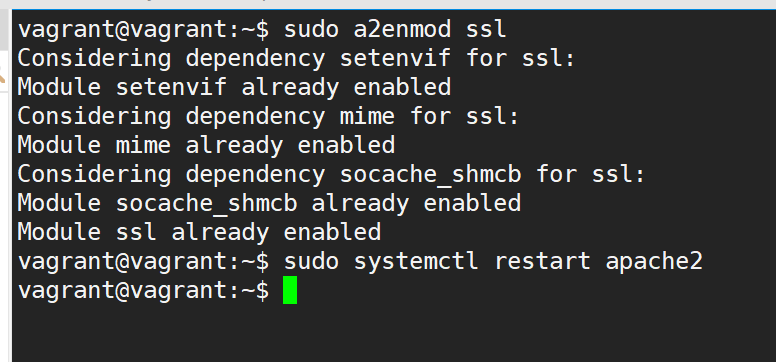 vagrant@vagrant:~$ sudo a2enmod ssl
Considering dependency setenvif for ssl:
Module setenvif already enabled
Considering dependency mime for ssl:
Module mime already enabled
Considering dependency socache_shmcb for ssl:
Module socache_shmcb already enabled
Module ssl already enabled
vagrant@vagrant:~$ sudo systemctl restart apache2
vagrant@vagrant:~$